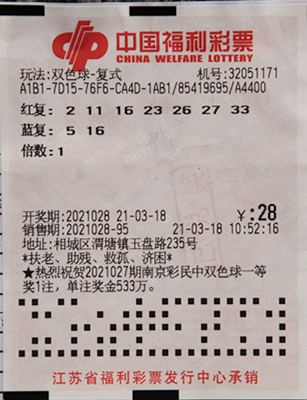 中国福利彩票
CHINA WELFARE LOTTERY
玩法:双色球-复式 机号:32051171
A1B1-7D15-76F6-CA4D-1AB1/85419695/A4400
红复: 2 11 16 23 26 27 33
蓝复: 5 16
倍数:1
开奖期:2021028 21-03-18 ¥:28
销售期:2021028-95 21-03-18 10:52:16
地址:相城区渭塘镇玉盘路235号
*扶老、助残、救孤、济困*
★热烈祝贺2021027期南京彩民中双色球一等
奖1注,单注奖金533万。
江苏省福利彩票发行中心承销